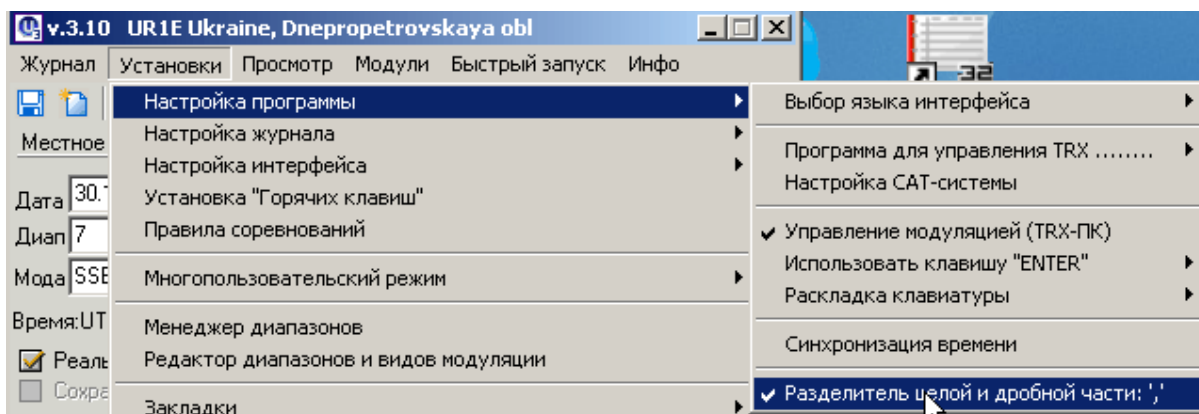 v.3.10 UR1E Ukraine, Dnepropetrovskaya obl
Журнал Установки Просмотр Модули Быстрый запуск Инфо
Местное
Дата 30.
Диап 7
Мода SSB
Время:UT
Реаль
Сохра
Настройка программы
Настройка журнала
Настройка интерфейса
Установка "Горячих клавиш"
Правила соревнований
Многопользовательский режим
Менеджер диапазонов
Редактор диапазонов и видов модуляции
Закладки
Выбор языка интерфейса
Программа для управления TRX ........
Настройка CAT-системы
Управление модуляцией (TRX-ПК)
Использовать клавишу "ENTER"
Раскладка клавиатуры
Синхронизация времени
Разделитель целой и дробной части: ','
32